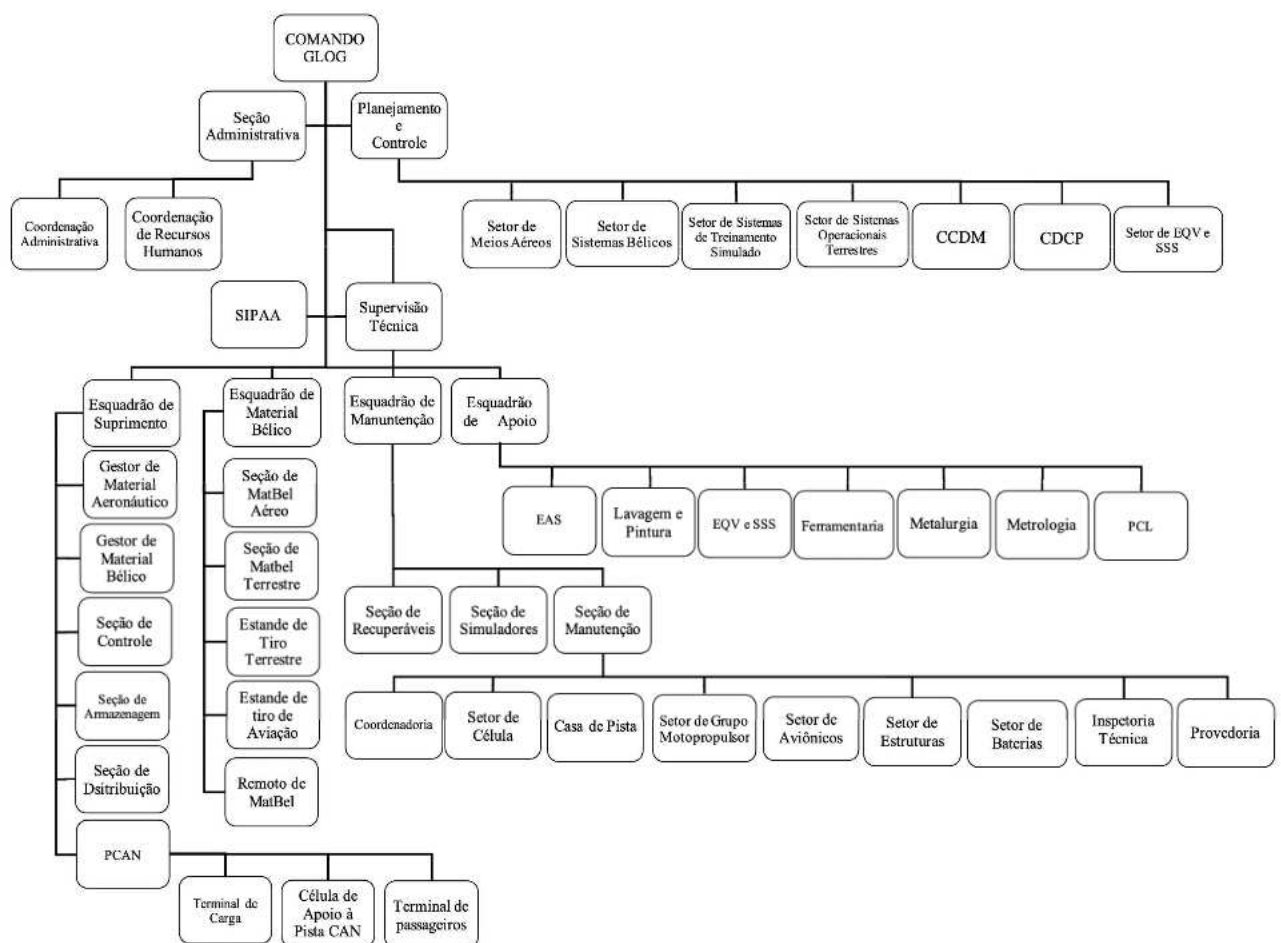 COMANDO
GLOG
Seção
Administrativa
Planejamento
e
Controle
Coordenação
Administrativa
Coordenação
de Recursos
Humanos
Setor de
Meios Aéreos
Setor de
Sistemas Bélicos
Setor de Sistemas
de Treinamento
Simulado
Setor de Sistemas
Operacionais
Terrestres
CCDM
CDCP
Setor de EQV e
SSS
SIPAA
Supervisão
Técnica
Esquadrão de
Suprimento
Esquadrão de
Material
Bélico
Esquadrão de
Manuntenção
Esquadrão
de Apoio
Gestor de
Material
Aeronáutico
Gestor de
Material
Bélico
Seção de
Controle
Seção de
Armazenagem
Seção de
Dsitribuição
PCAN
Seção de
MatBel
Aéreo
Seção de
Matbel
Terrestre
Estande de
Tiro
Terrestre
Estande de
tiro de
Aviação
Remoto de
MatBel
EAS
Lavagem e
Pintura
EQV e SSS
Ferramentaria
Metalurgia
Metrologia
PCL
Seção de
Recuperáveis
Seção de
Simuladores
Seção de
Manutenção
Coordenadoria
Setor de
Célula
Casa de Pista
Setor de Grupo
Motopropulsor
Setor de
Aviônicos
Setor de
Estruturas
Setor de
Baterias
Inspetoria
Técnica
Provedoria
Terminal de
Carga
Célula de
Apoio à
Pista CAN
Terminal de
passageiros